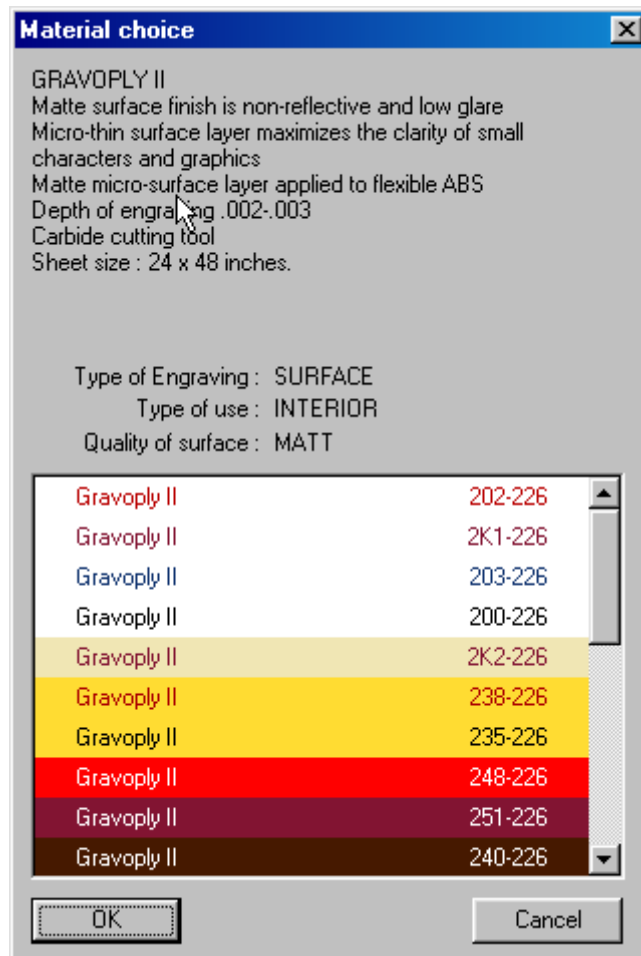 Material choice
GRAVOPLY II
Matte surface finish is non-reflective and low glare
Micro-thin surface layer maximizes the clarity of small
characters and graphics
Matte micro-surface layer applied to flexible ABS
Depth of engraving .002-.003
Carbide cutting tool
Sheet size : 24 x 48 inches.
Type of Engraving : SURFACE
Type of use : INTERIOR
Quality of surface : MATT
Gravoply II 202-226
Gravoply II 2K1-226
Gravoply II 203-226
Gravoply II 200-226
Gravoply II 2K2-226
Gravoply II 238-226
Gravoply II 235-226
Gravoply II 248-226
Gravoply II 251-226
Gravoply II 240-226
OK Cancel